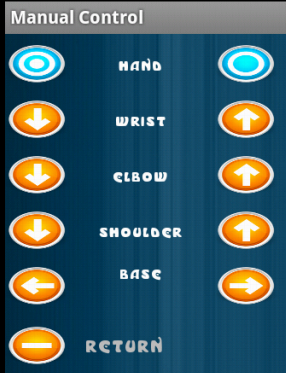 Manual Control
HAND
WRIST
ELBOW
SHOULDER
BASE
RETURN